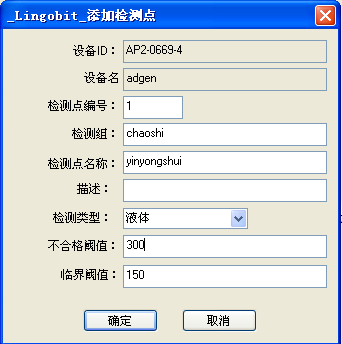 _Lingobit_添加检测点
设备ID： AP2-0669-4
设备名 adgen
检测点编号： 1
检测组： chaoshi
检测点名称： yinyongshui
描述：
检测类型： 液体
不合格阈值： 300
临界阈值： 150
确定 取消